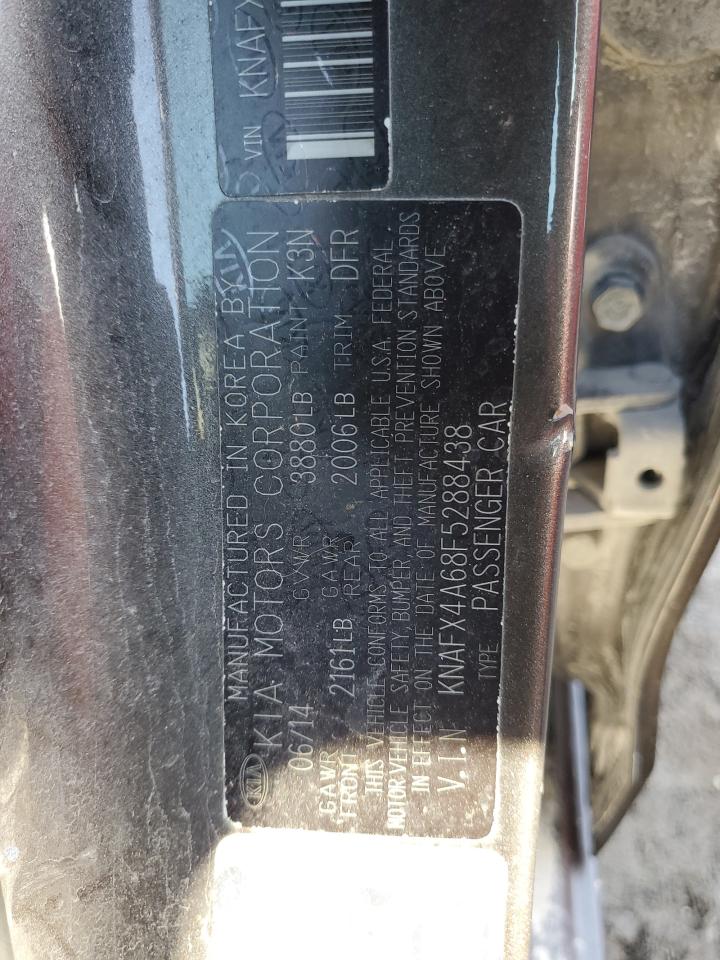 VIN KNAFX
KIA
MANUFACTURED IN KOREA BY
KIA KIA MOTORS CORPORATION
06/14 GVWR 3880LB PAINT K3N
GAWR FRONT 2161LB GAWR REAR 2006LB TRIM DFR
THIS VEHICLE CONFORMS TO ALL APPLICABLE U.S.A. FEDERAL
MOTOR VEHICLE SAFETY, BUMPER AND THEFT PREVENTION STANDARDS
IN EFFECT ON THE DATE OF MANUFACTURE SHOWN ABOVE
V.I.N KNAFX4A68F5288438
TYPE PASSENGER CAR